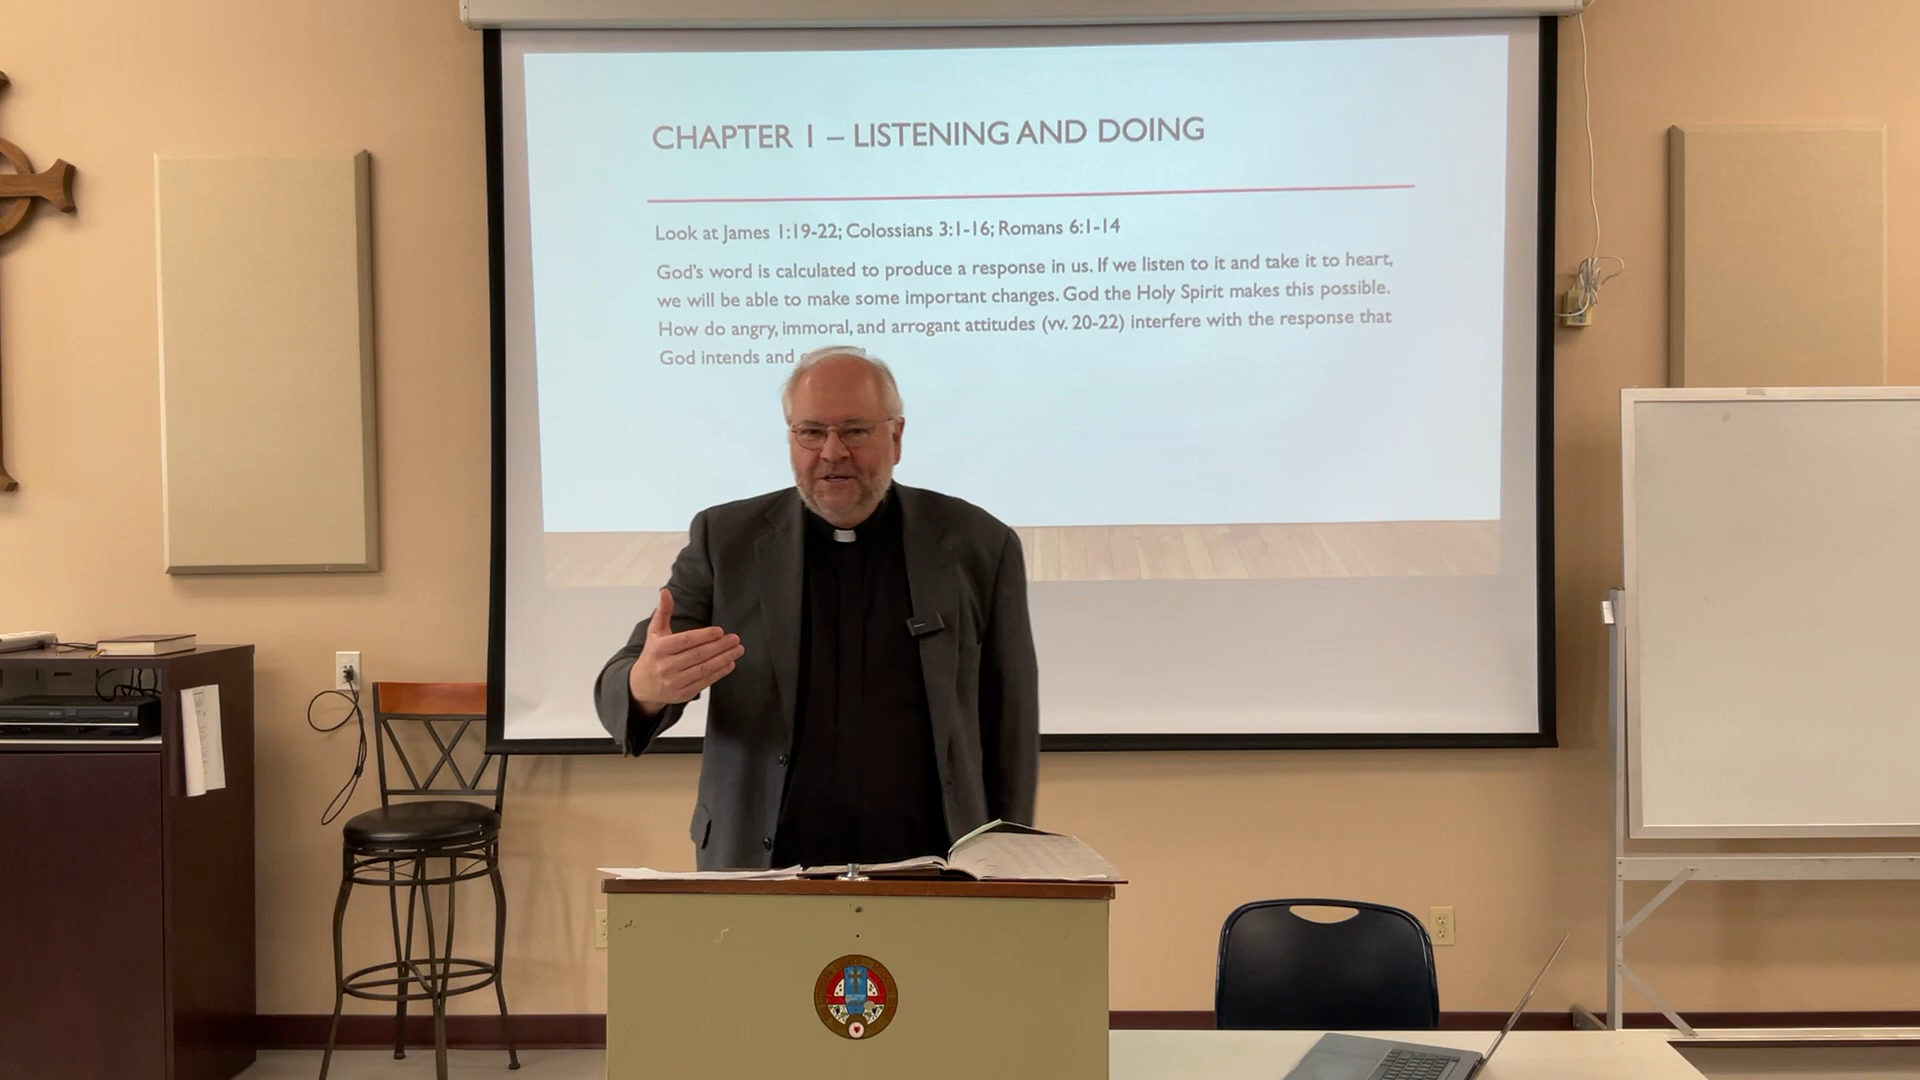 CHAPTER 1 – LISTENING AND DOING
Look at James 1:19-22; Colossians 3:1-16; Romans 6:1-14
God's word is calculated to produce a response in us. If we listen to it and take it to heart,
we will be able to make some important changes. God the Holy Spirit makes this possible.
How do angry, immoral, and arrogant attitudes (vv. 20-22) interfere with the response that
God intends and